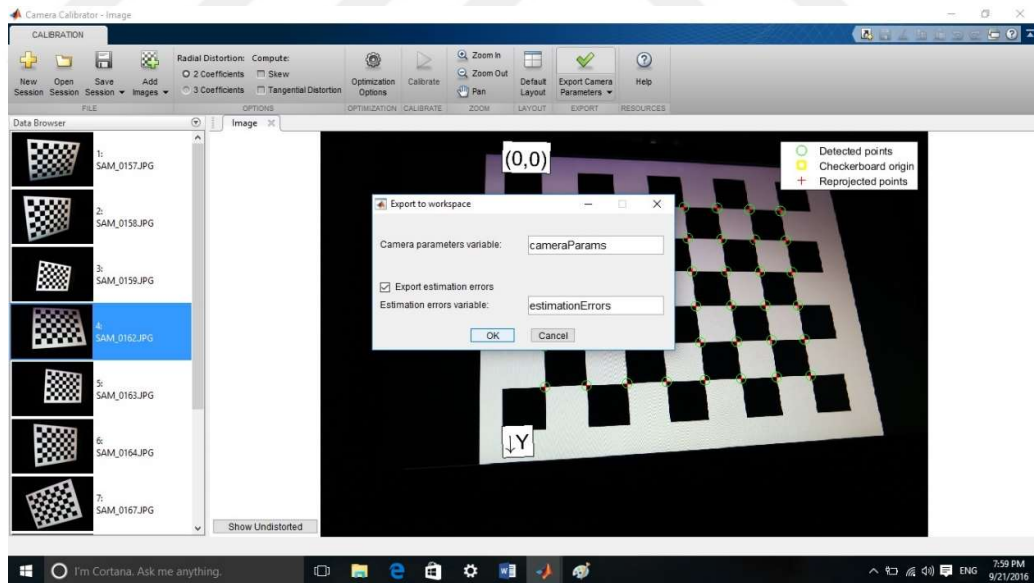 Camera Calibrator - Image
CALIBRATION
Radial Distortion: Compute:
2 Coefficients Skew
3 Coefficients Tangential Distortion
New Session
Open Session
Save Session
Add Images
Optimization Options
Calibrate
Zoom In
Zoom Out
Pan
Default Layout
Export Camera Parameters
Help
FILE OPTIONS OPTIMIZATION CALIBRATE ZOOM LAYOUT EXPORT RESOURCES
Data Browser
Image
1:
SAM_0157.JPG
2:
SAM_0158.JPG
3:
SAM_0159.JPG
4:
SAM_0162.JPG
5:
SAM_0163.JPG
6:
SAM_0164.JPG
7:
SAM_0167.JPG
(0,0)
Detected points
Checkerboard origin
Reprojected points
Export to workspace
Camera parameters variable: cameraParams
Export estimation errors
Estimation errors variable: estimationErrors
OK Cancel
↓Y
Show Undistorted
I'm Cortana. Ask me anything.
ENG
7:59 PM
9/21/2016